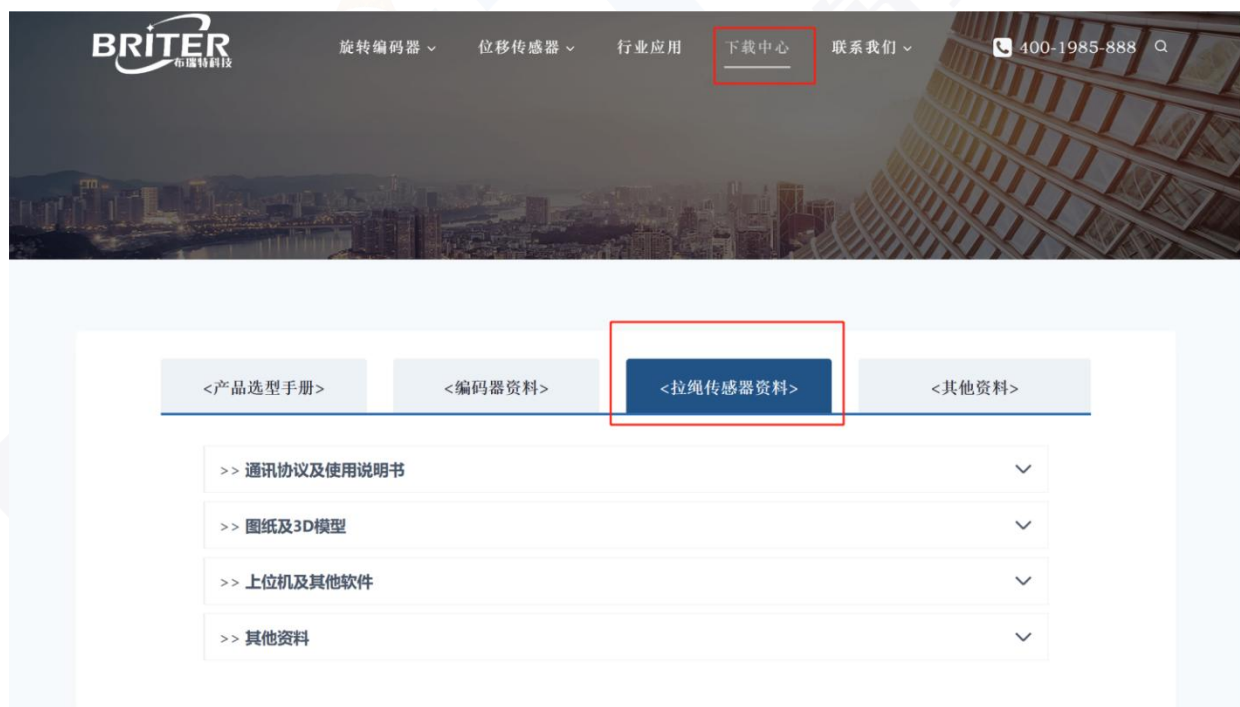 BRITER
布瑞特科技
旋转编码器 位移传感器 行业应用 下载中心 联系我们 400-1985-888
<产品选型手册> <编码器资料> <拉绳传感器资料> <其他资料>
>> 通讯协议及使用说明书
>> 图纸及3D模型
>> 上位机及其他软件
>> 其他资料